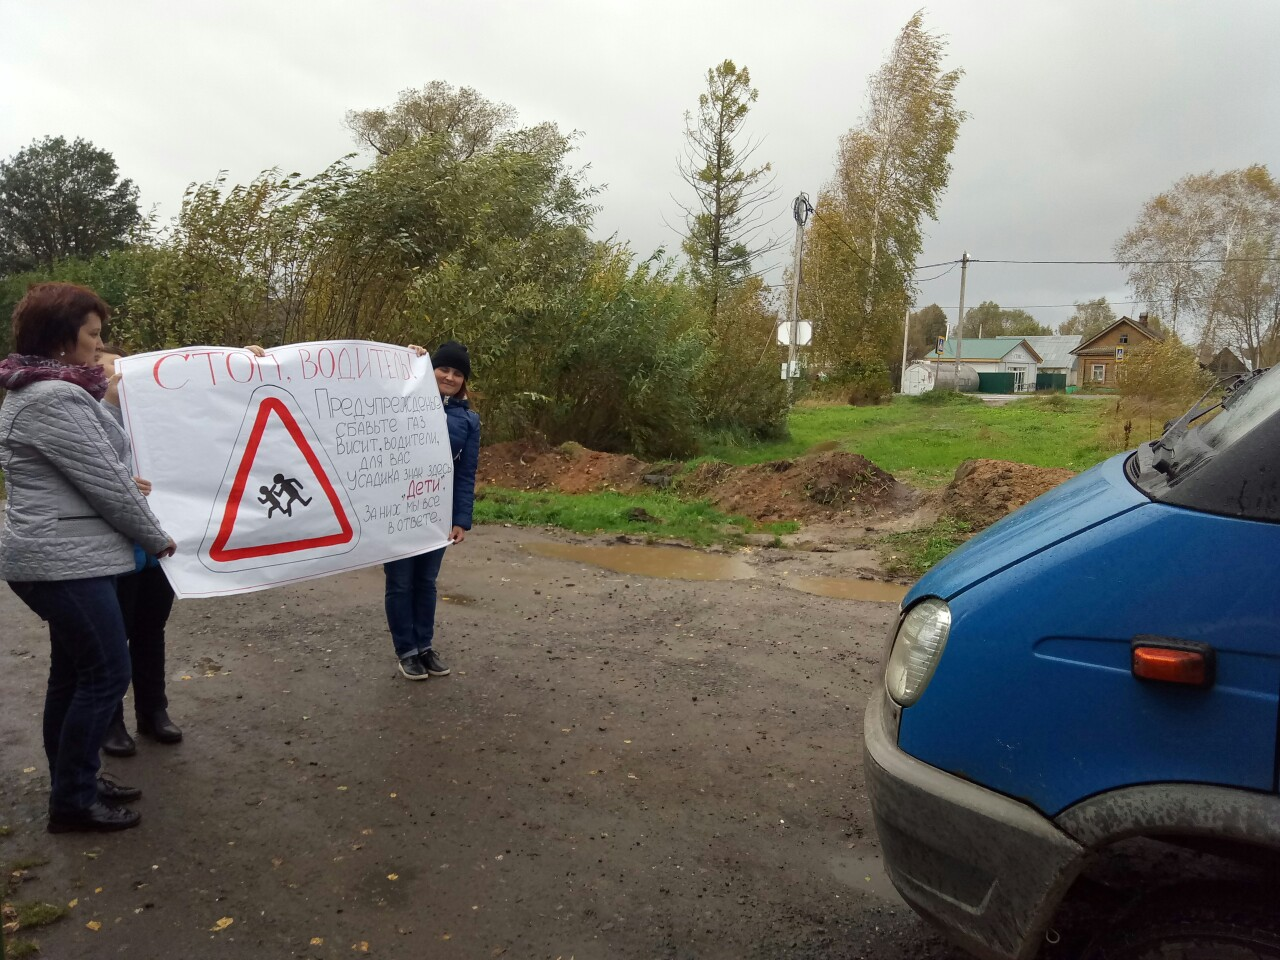 СТОП, ВОДИТЕЛЬ!
ПРЕДУПРЕЖДЕНЬЕ
СБАВЬТЕ ГАЗ
ВИСИТ, ВОДИТЕЛИ,
ДЛЯ ВАС
У САДИКА ЗНАК ЗДЕСЬ
"ДЕТИ".
ЗА НИХ МЫ ВСЕ
В ОТВЕТЕ.